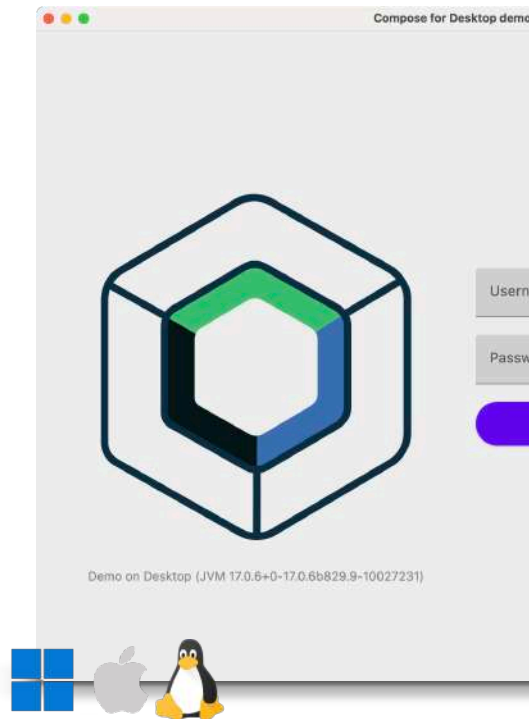 Compose for Desktop demo
Usern
Passw
Demo on Desktop (JVM 17.0.6+0-17.0.6b829.9-10027231)